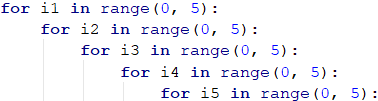 for i1 in range(0, 5):
    for i2 in range(0, 5):
        for i3 in range(0, 5):
            for i4 in range(0, 5):
                for i5 in range(0, 5):